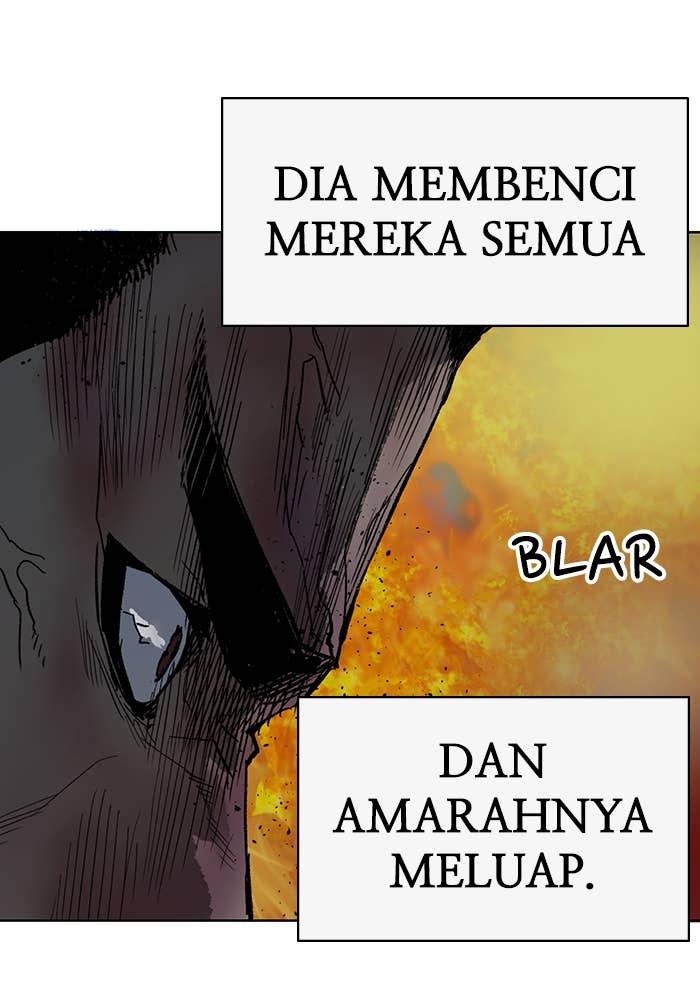 DIA MEMBENCI
MEREKA SEMUA
BLAR
DAN
AMARAHNYA
MELUAP.